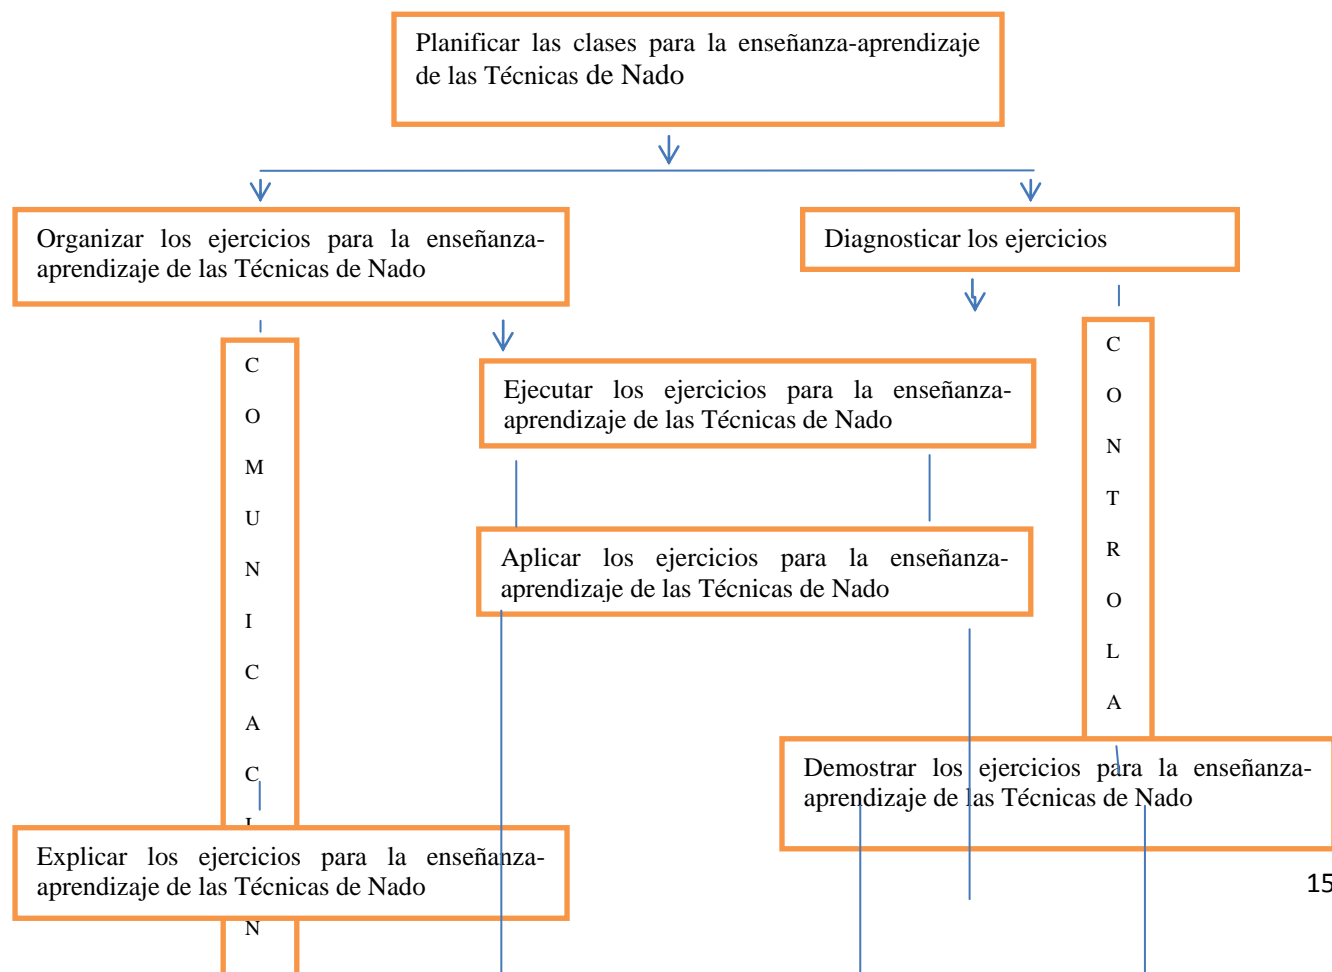 Planificar las clases para la enseñanza-aprendizaje
de las Técnicas de Nado
Organizar los ejercicios para la enseñanza-
aprendizaje de las Técnicas de Nado
Diagnosticar los ejercicios
C
O
M
U
N
I
C
A
C
I
N
Ejecutar los ejercicios para la enseñanza-
aprendizaje de las Técnicas de Nado
Aplicar los ejercicios para la enseñanza-
aprendizaje de las Técnicas de Nado
C
O
N
T
R
O
L
A
Demostrar los ejercicios para la enseñanza-
aprendizaje de las Técnicas de Nado
Explicar los ejercicios para la enseñanza-
aprendizaje de las Técnicas de Nado
15